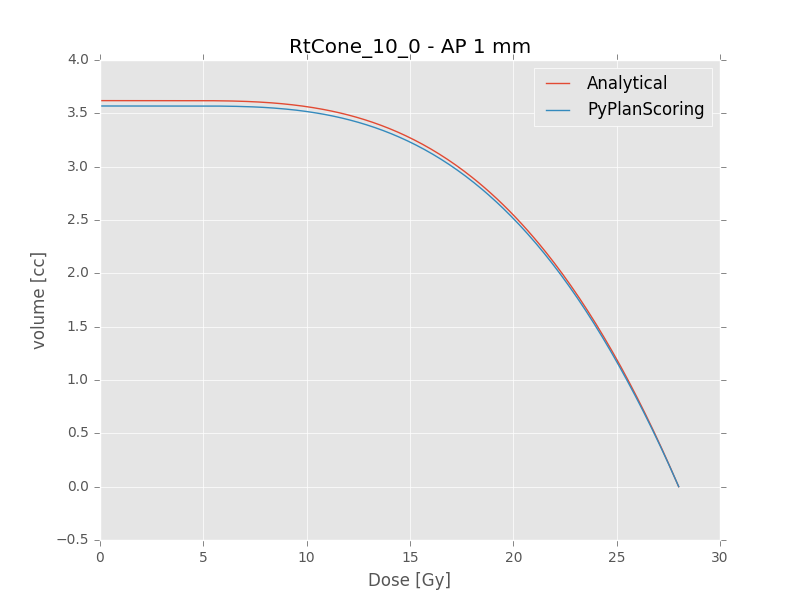 RtCone_10_0 - AP 1 mm
Analytical
PyPlanScoring
4.0
3.5
3.0
2.5
2.0
1.5
1.0
0.5
0.0
−0.5
volume [cc]
0 5 10 15 20 25 30
Dose [Gy]